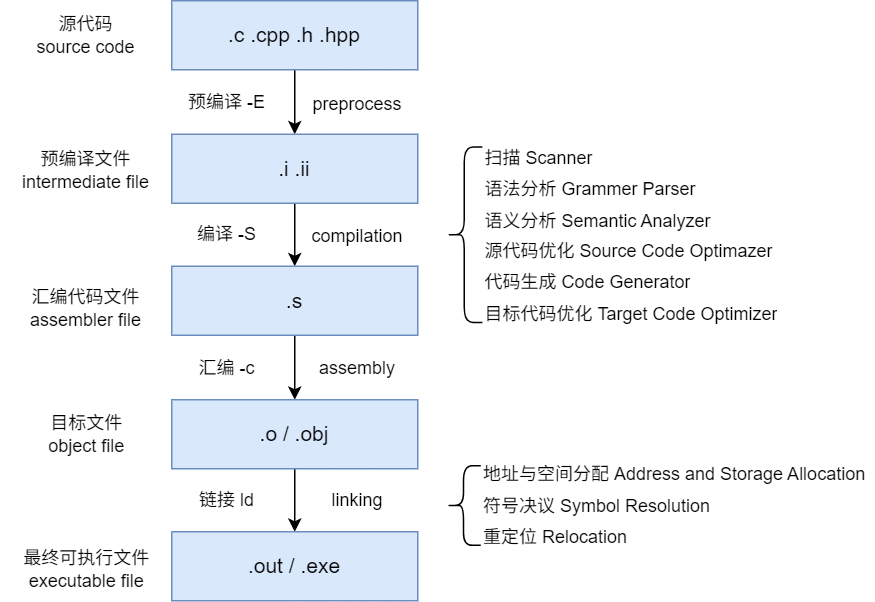 源代码
source code
.c .cpp .h .hpp
预编译 -E
preprocess
预编译文件
intermediate file
.i .ii
编译 -S
compilation
扫描 Scanner
语法分析 Grammer Parser
语义分析 Semantic Analyzer
源代码优化 Source Code Optimazer
代码生成 Code Generator
目标代码优化 Target Code Optimizer
汇编代码文件
assembler file
.s
汇编 -c
assembly
目标文件
object file
.o / .obj
链接 ld
linking
地址与空间分配 Address and Storage Allocation
符号决议 Symbol Resolution
重定位 Relocation
最终可执行文件
executable file
.out / .exe